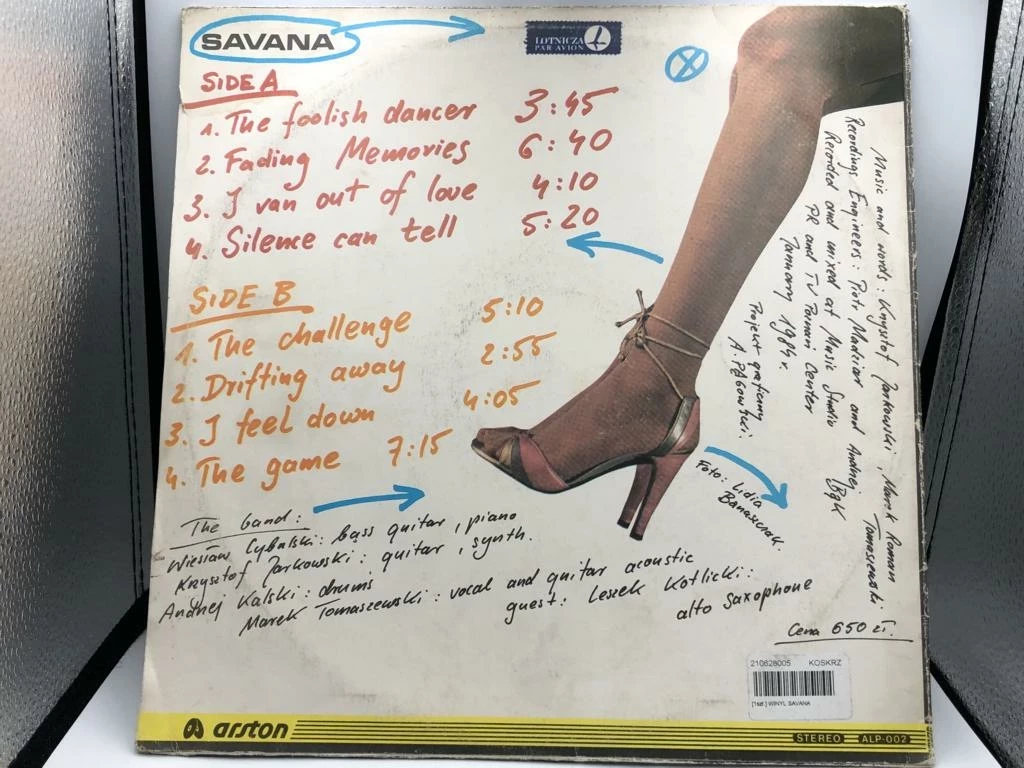 SAVANA
LOTNICZA
PAR AVION
SIDE A
1. The foolish dancer 3:45
2. Fading Memories 6:40
3. I ran out of love 4:10
4. Silence can tell 5:20
SIDE B
1. The challenge 5:10
2. Drifting away 2:55
3. I feel down 4:05
4. The game 7:15
The band:
Wiesław Cybulski: bass guitar, piano
Krzysztof Jarkowski: guitar, synth.
Andrzej Kalski: drums
Marek Tomaszewski: vocal and guitar acoustic
guest: Leszek Kotlicki:
alto saxophone
Music and words: Krzysztof Jarkowski, Marek Roman
Tomaszewski
Recordings Engineers: Piotr Madziar and Andrzej Bąk
Recorded and mixed at Music Studio
PR and TV Poznań Center
January 1984 r.
Projekt graficzny
A. Pągowski.
Foto: Lidia
Banaszczak.
Cena 650 zł.
210628005 KOSKRZ
[1szt.] WINYL SAVANA
arston
STEREO ALP-002